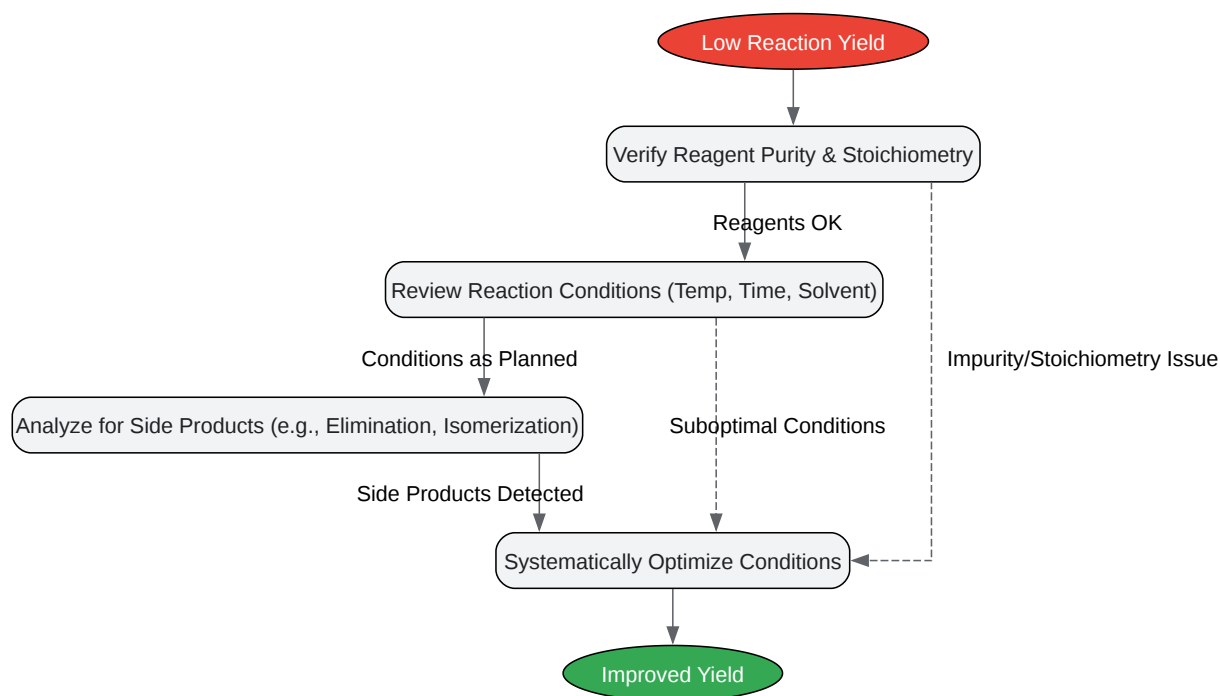 Low Reaction Yield
Verify Reagent Purity & Stoichiometry
Reagents OK
Review Reaction Conditions (Temp, Time, Solvent)
Conditions as Planned
Impurity/Stoichiometry Issue
Analyze for Side Products (e.g., Elimination, Isomerization)
Suboptimal Conditions
Side Products Detected
Systematically Optimize Conditions
Improved Yield